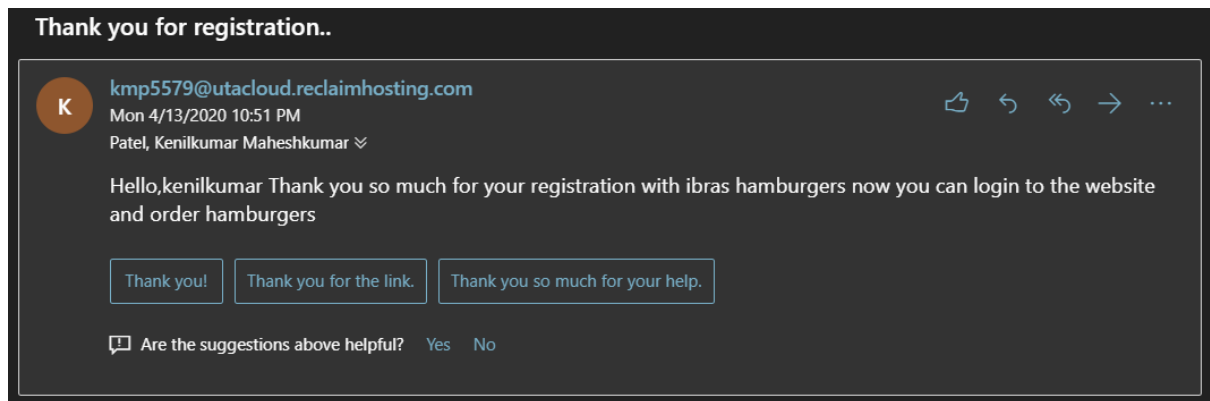 Thank you for registration..
K
kmp5579@utacloud.reclaimhosting.com
Mon 4/13/2020 10:51 PM
Patel, Kenilkumar Maheshkumar
Hello,kenilkumar Thank you so much for your registration with ibras hamburgers now you can login to the website
and order hamburgers
Thank you! Thank you for the link. Thank you so much for your help.
Are the suggestions above helpful? Yes No